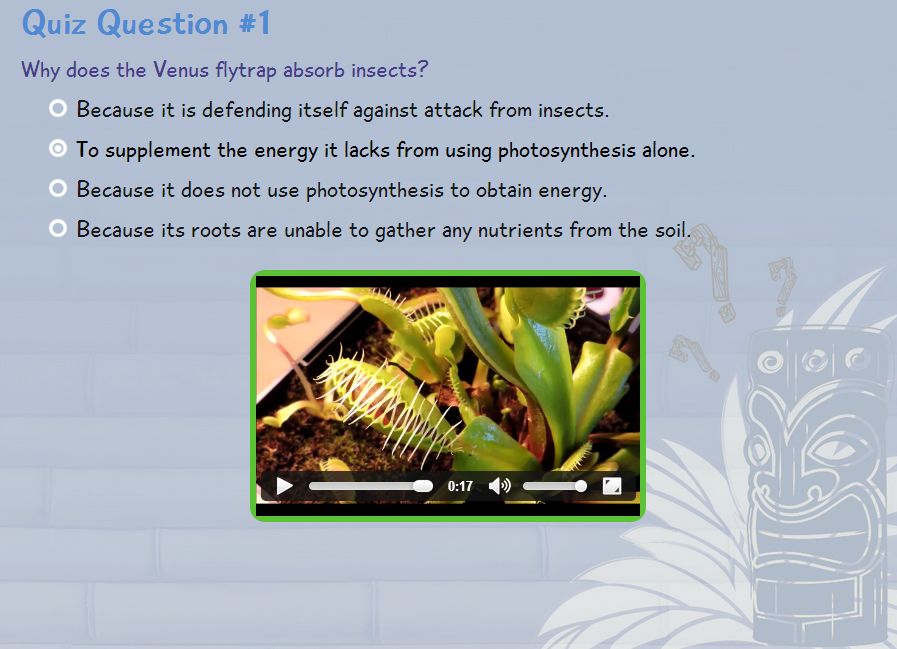 Quiz Question #1
Why does the Venus flytrap absorb insects?
Because it is defending itself against attack from insects.
To supplement the energy it lacks from using photosynthesis alone.
Because it does not use photosynthesis to obtain energy.
Because its roots are unable to gather any nutrients from the soil.
0:17